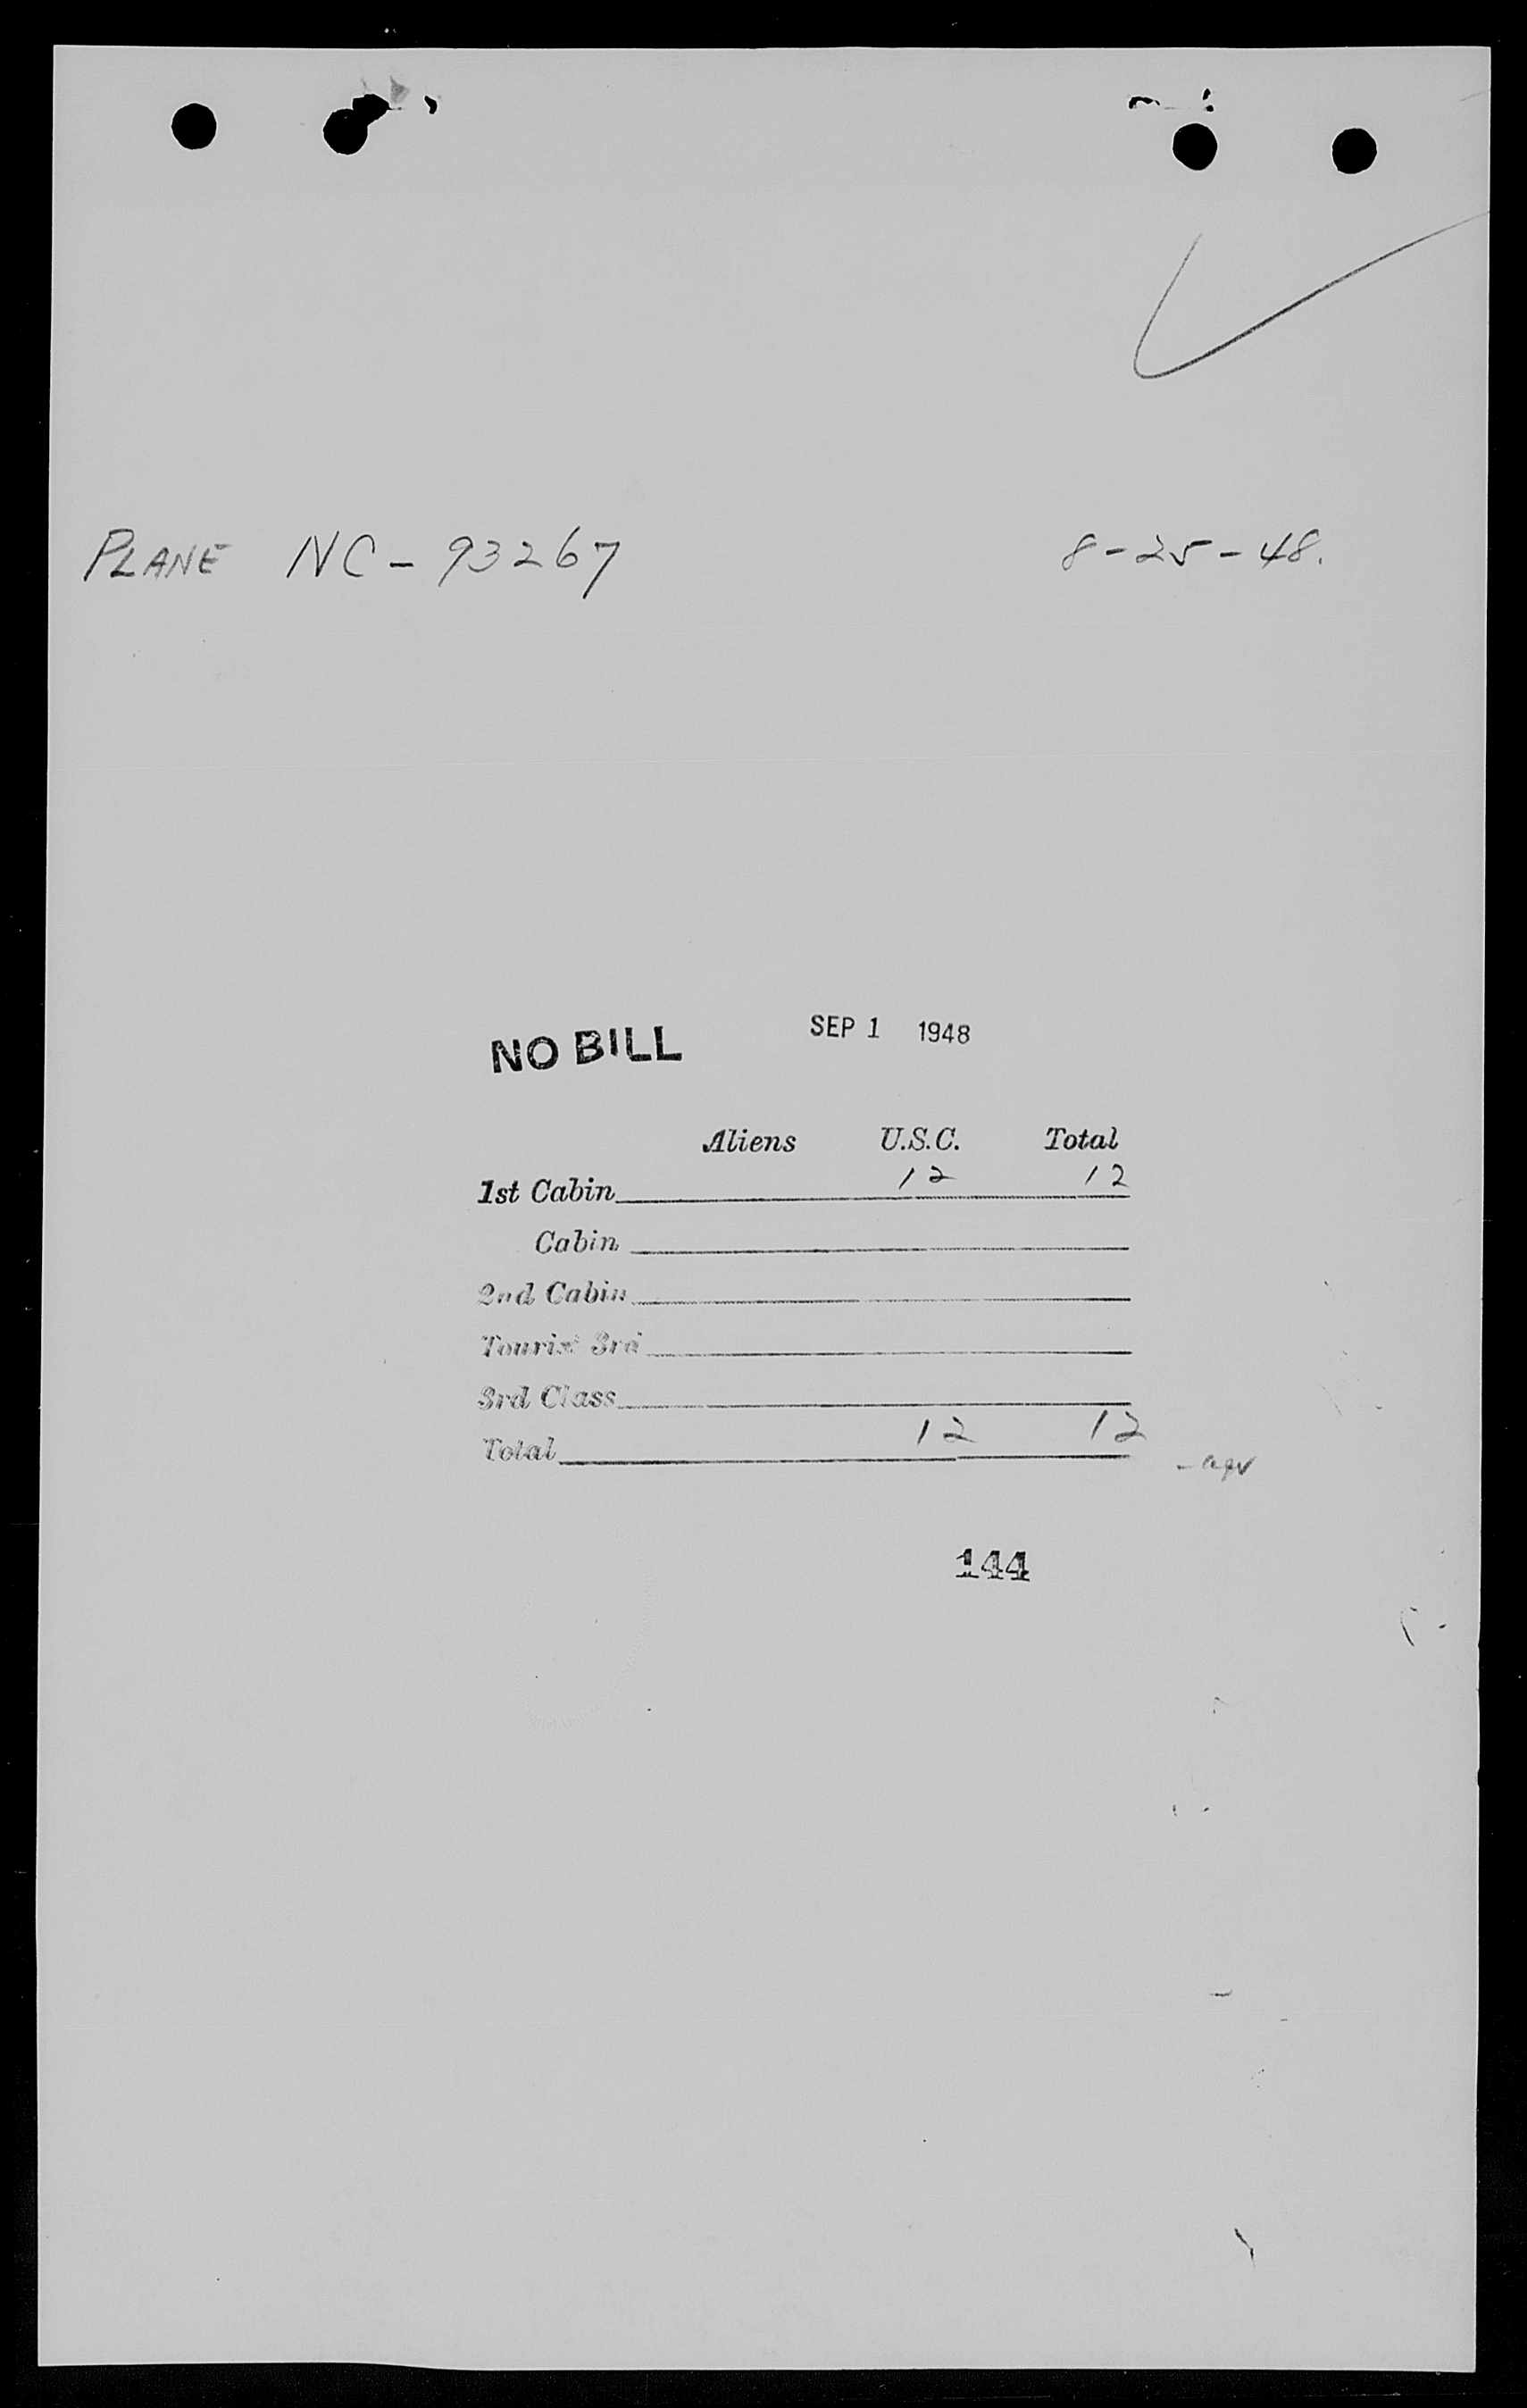 PLANE NC-93267 8-25-48.
NO BILL SEP 1 1948
Aliens U.S.C. Total
1st Cabin 12 12
Cabin
2nd Cabin
Tourist 3rd
3rd Class
Total 12 12
144